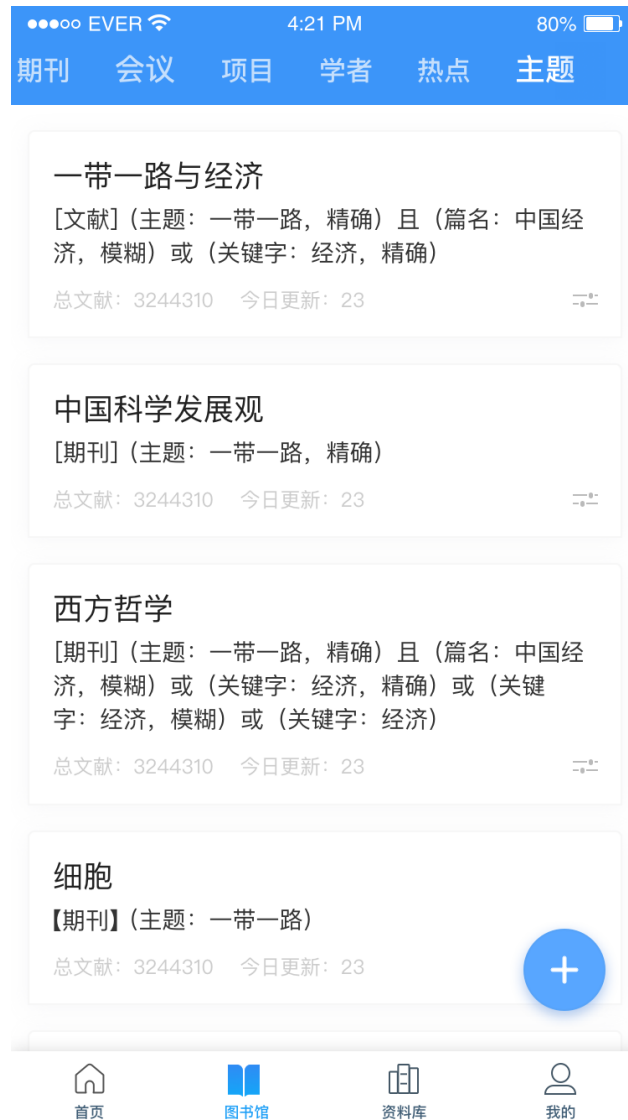 EVER 4:21 PM 80%
期刊 会议 项目 学者 热点 主题
一带一路与经济
[文献]（主题：一带一路，精确）且（篇名：中国经
济，模糊）或（关键字：经济，精确）
总文献：3244310 今日更新：23
中国科学发展观
[期刊]（主题：一带一路，精确）
总文献：3244310 今日更新：23
西方哲学
[期刊]（主题：一带一路，精确）且（篇名：中国经
济，模糊）或（关键字：经济，精确）或（关键
字：经济，模糊）或（关键字：经济）
总文献：3244310 今日更新：23
细胞
【期刊】（主题：一带一路）
总文献：3244310 今日更新：23
首页 图书馆 资料库 我的